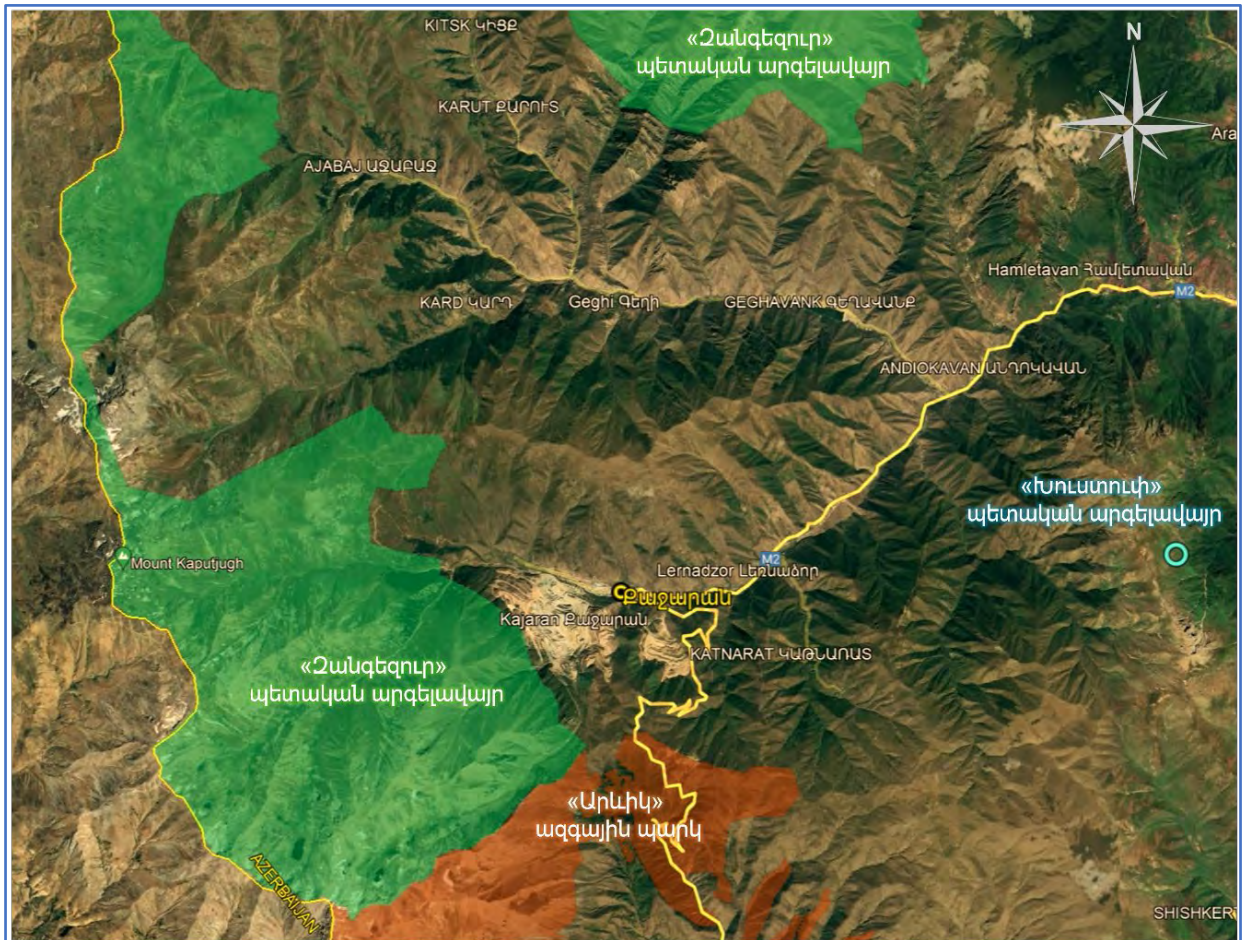 KITSK ԿԻՑՔ
«Զանգեզուր»
պետական արգելավայր
N
KARUT ՔԱՐՈՒՏ
Ara
AJABAJ ԱՋԱԲԱՋ
Hamletavan Համլետավան
M2
KARD ԿԱՐԴ
Geghi Գեղի
GEGHAVANK ԳԵՂԱՎԱՆՔ
ANDIOKAVAN ԱՆԴՈԿԱՎԱՆ
«Խուստուփ»
պետական արգելավայր
Mount Kaputjugh
M2
Lernadzor Լեռնաձոր
Քաջարան
Kajaran Քաջարան
KATNARAT ԿԱԹՆԱՌԱՏ
«Զանգեզուր»
պետական արգելավայր
«Արևիկ»
ազգային պարկ
AZERBAIJAN
SHISHKERT